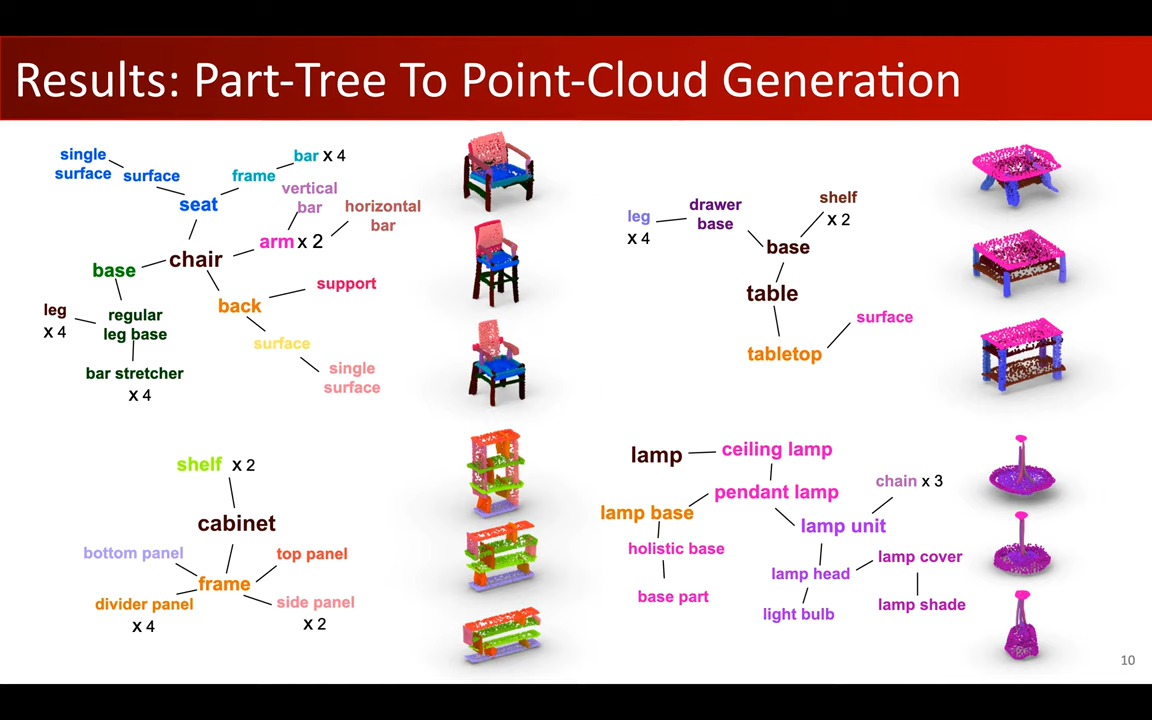 Results: Part-Tree To Point-Cloud Generation
single
surface
surface
frame
bar x 4
seat
vertical
bar
horizontal
bar
arm x 2
chair
base
back
support
leg
x 4
regular
leg base
surface
bar stretcher
x 4
single
surface
leg
x 4
drawer
base
shelf
x 2
base
table
surface
tabletop
shelf x 2
cabinet
bottom panel
top panel
frame
divider panel
x 4
side panel
x 2
lamp
ceiling lamp
pendant lamp
chain x 3
lamp base
lamp unit
holistic base
lamp cover
lamp head
base part
light bulb
lamp shade
10